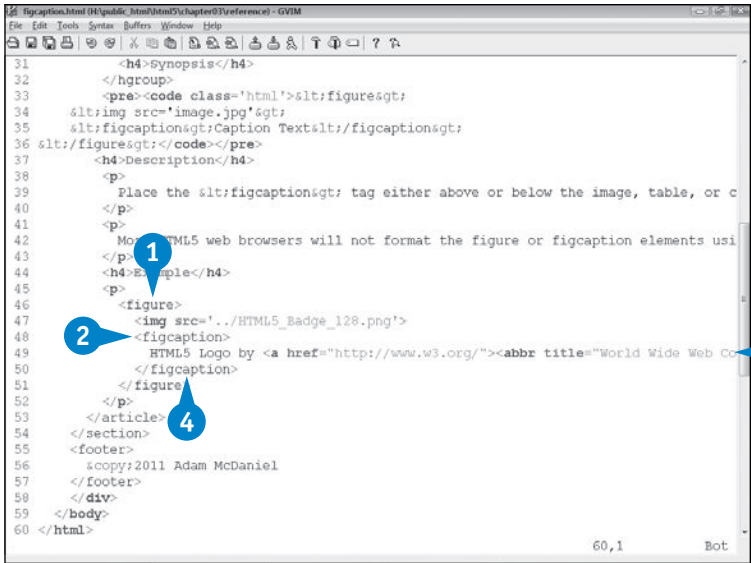 figcaption.html (H:\public_html\html5\chapter03\reference) - GVIM
File Edit Tools Syntax Buffers Window Help
31 <h4>Synopsis</h4>
32 </hgroup>
33 <pre><code class='html'>&lt;figure&gt;
34 &lt;img src='image.jpg'&gt;
35 &lt;figcaption&gt;Caption Text&lt;/figcaption&gt;
36 &lt;/figure&gt;</code></pre>
37 <h4>Description</h4>
38 <p>
39 Place the &lt;figcaption&gt; tag either above or below the image, table, or c
40 </p>
41 <p>
42 Mos TML5 web browsers will not format the figure or figcaption elements usi
43 </p>
1
44 <h4>Example</h4>
45 <p>
46 <figure>
47 <img src='../HTML5_Badge_128.png'>
2
48 <figcaption>
49 HTML5 Logo by <a href="http://www.w3.org/"><abbr title="World Wide Web Co
50 </figcaption>
51 </figure
52 </p>
53 </article>
4
54 </section>
55 <footer>
56 &copy;2011 Adam McDaniel
57 </footer>
58 </div>
59 </body>
60 </html>
60,1 Bot